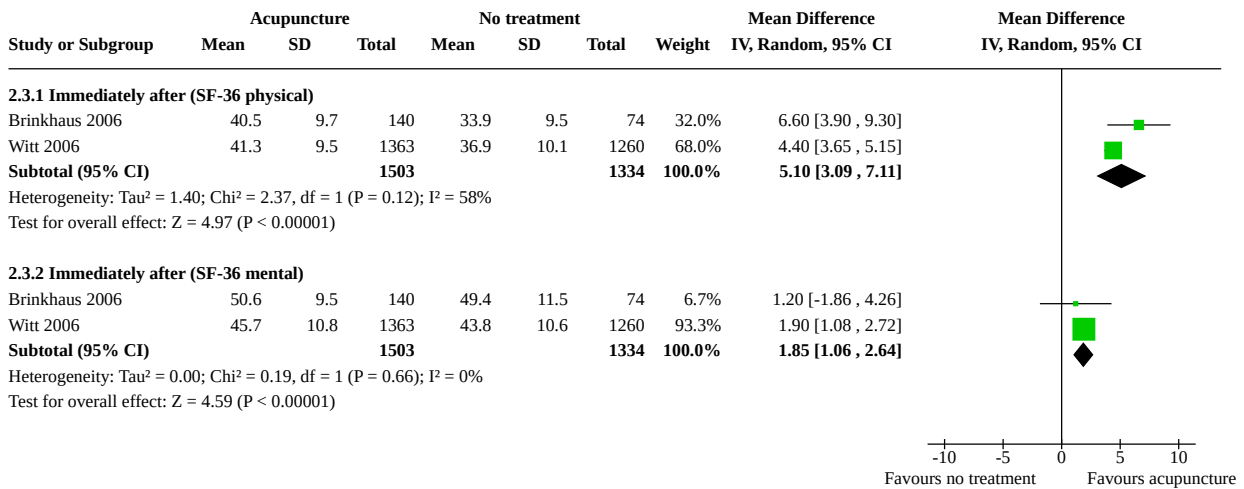 Acupuncture No treatment Mean Difference Mean Difference
Study or Subgroup Mean SD Total Mean SD Total Weight IV, Random, 95% CI IV, Random, 95% CI
2.3.1 Immediately after (SF-36 physical)
Brinkhaus 2006 40.5 9.7 140 33.9 9.5 74 32.0% 6.60 [3.90 , 9.30]
Witt 2006 41.3 9.5 1363 36.9 10.1 1260 68.0% 4.40 [3.65 , 5.15]
Subtotal (95% CI) 1503 1334 100.0% 5.10 [3.09 , 7.11]
Heterogeneity: Tau² = 1.40; Chi² = 2.37, df = 1 (P = 0.12); I² = 58%
Test for overall effect: Z = 4.97 (P < 0.00001)
2.3.2 Immediately after (SF-36 mental)
Brinkhaus 2006 50.6 9.5 140 49.4 11.5 74 6.7% 1.20 [-1.86 , 4.26]
Witt 2006 45.7 10.8 1363 43.8 10.6 1260 93.3% 1.90 [1.08 , 2.72]
Subtotal (95% CI) 1503 1334 100.0% 1.85 [1.06 , 2.64]
Heterogeneity: Tau² = 0.00; Chi² = 0.19, df = 1 (P = 0.66); I² = 0%
Test for overall effect: Z = 4.59 (P < 0.00001)
-10 -5 0 5 10
Favours no treatment Favours acupuncture